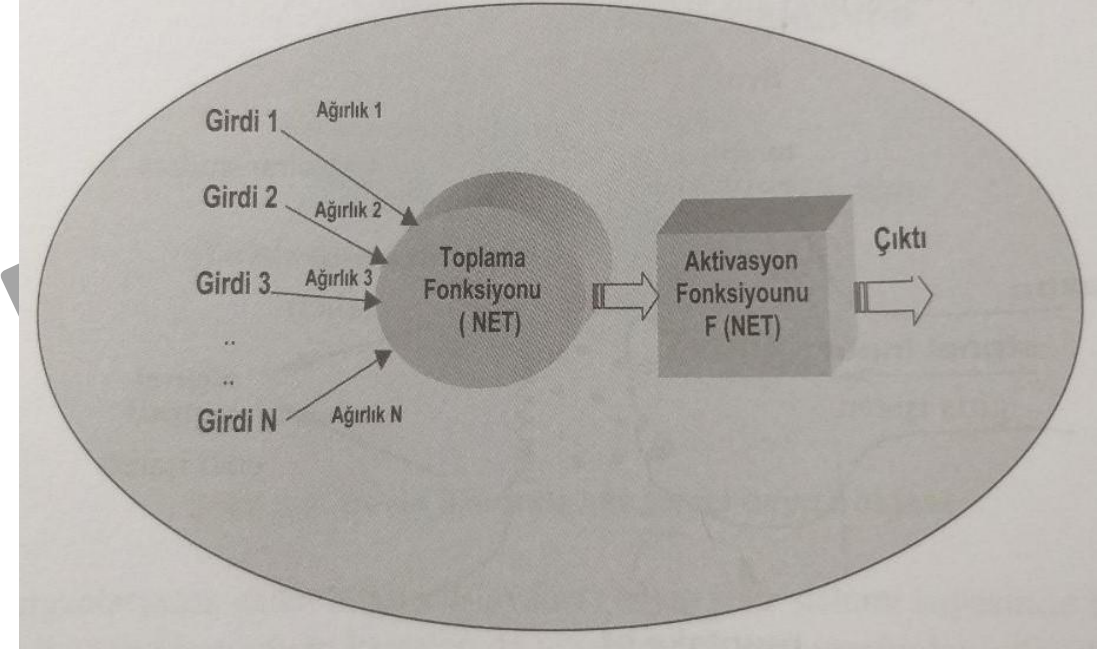 Girdi 1
Ağırlık 1
Girdi 2
Ağırlık 2
Girdi 3
Ağırlık 3
..
..
Girdi N
Ağırlık N
Toplama
Fonksiyonu
( NET)
Aktivasyon
Fonksiyounu
F (NET)
Çıktı